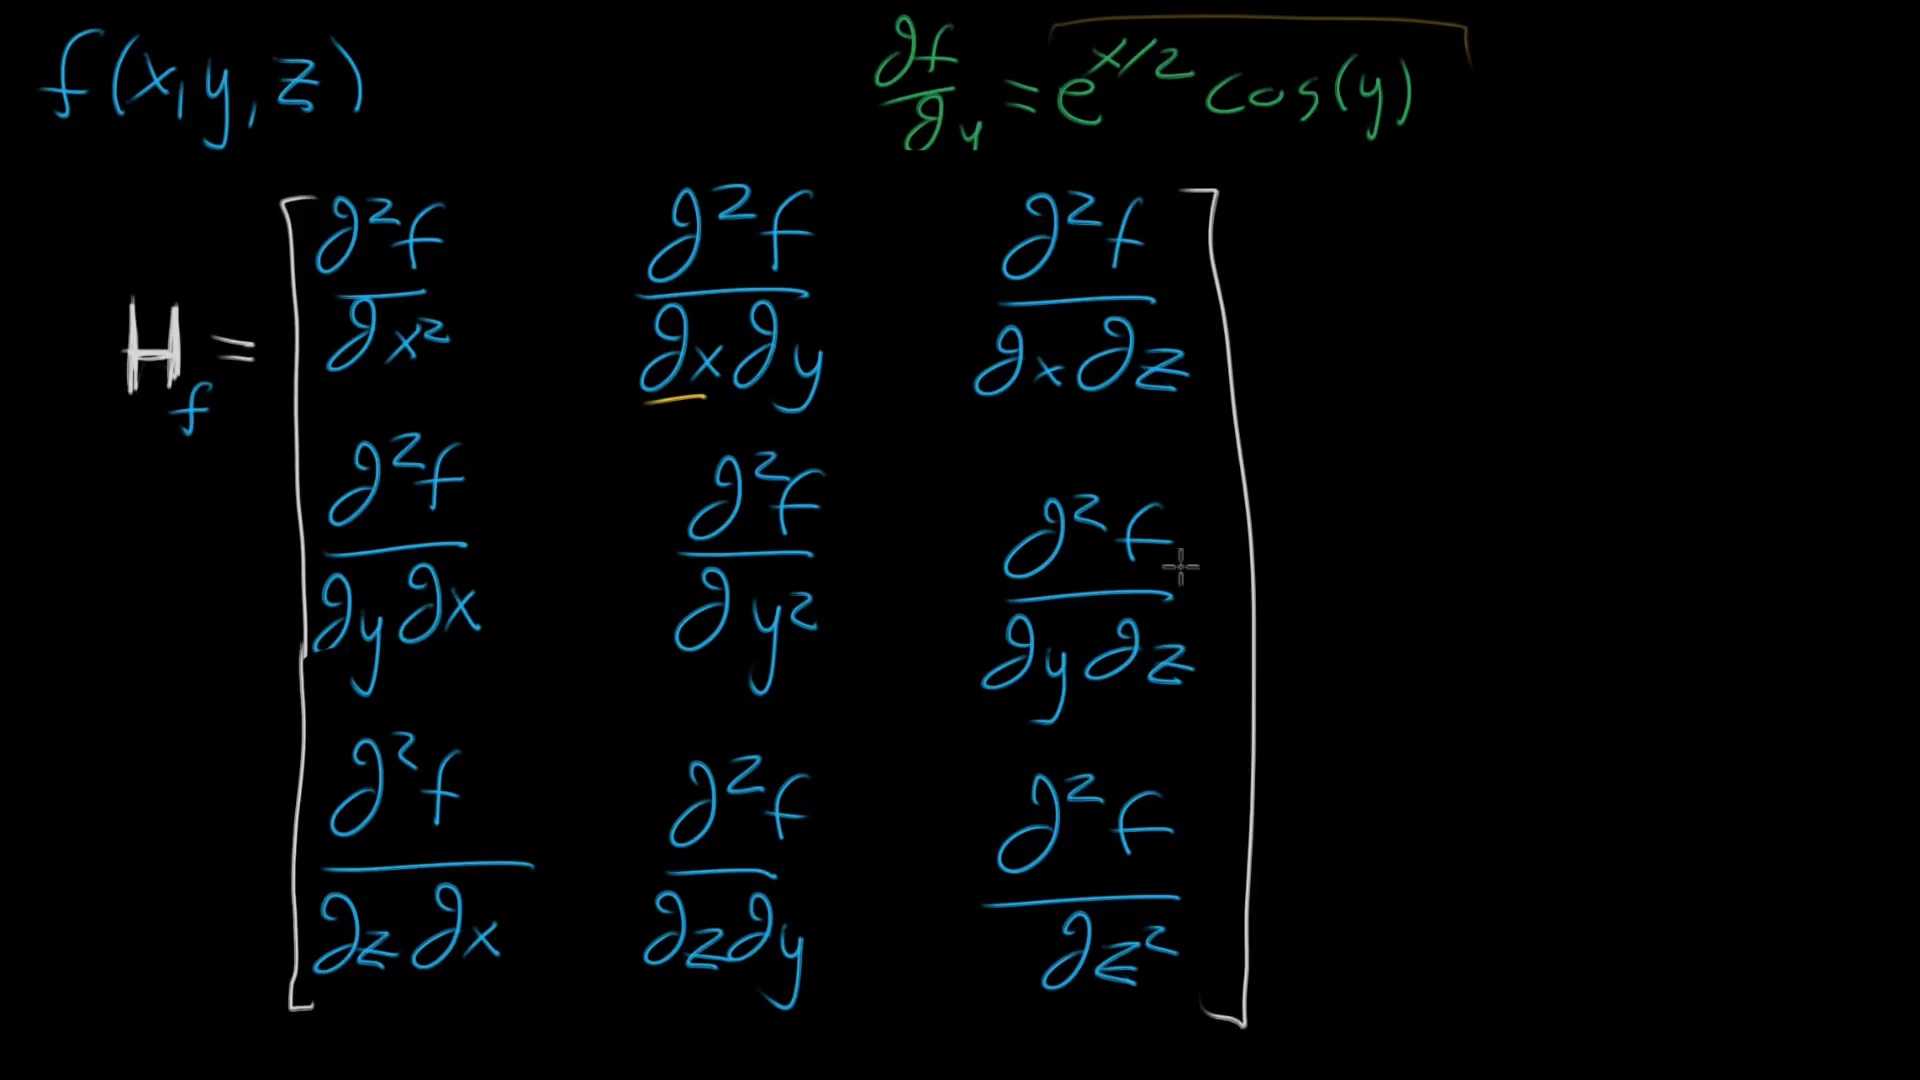 f(x,y,z)
∂f/∂y = e^{x/2} cos(y)
H_f = [ ∂²f/∂x² ∂²f/∂x∂y ∂²f/∂x∂z
∂²f/∂y∂x ∂²f/∂y² ∂²f/∂y∂z
∂²f/∂z∂x ∂²f/∂z∂y ∂²f/∂z² ]